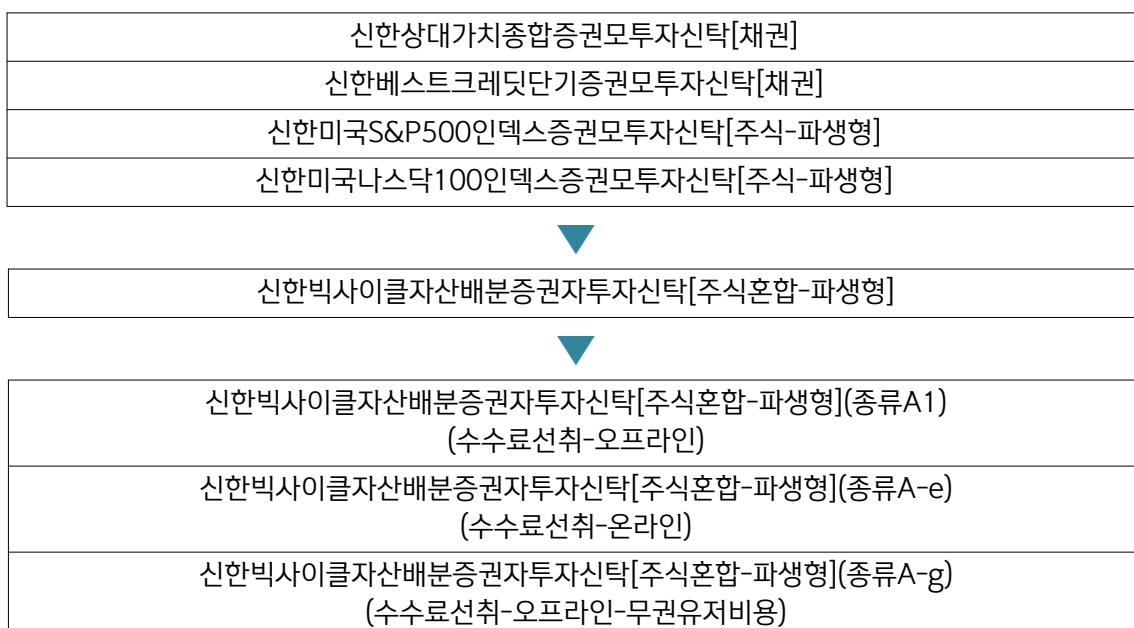 신한상대가치종합증권모투자신탁[채권]
신한베스트크레딧단기증권모투자신탁[채권]
신한미국S&P500인덱스증권모투자신탁[주식-파생형]
신한미국나스닥100인덱스증권모투자신탁[주식-파생형]
신한빅사이클자산배분증권자투자신탁[주식혼합-파생형]
신한빅사이클자산배분증권자투자신탁[주식혼합-파생형](종류A1)
(수수료선취-오프라인)
신한빅사이클자산배분증권자투자신탁[주식혼합-파생형](종류A-e)
(수수료선취-온라인)
신한빅사이클자산배분증권자투자신탁[주식혼합-파생형](종류A-g)
(수수료선취-오프라인-무권유저비용)